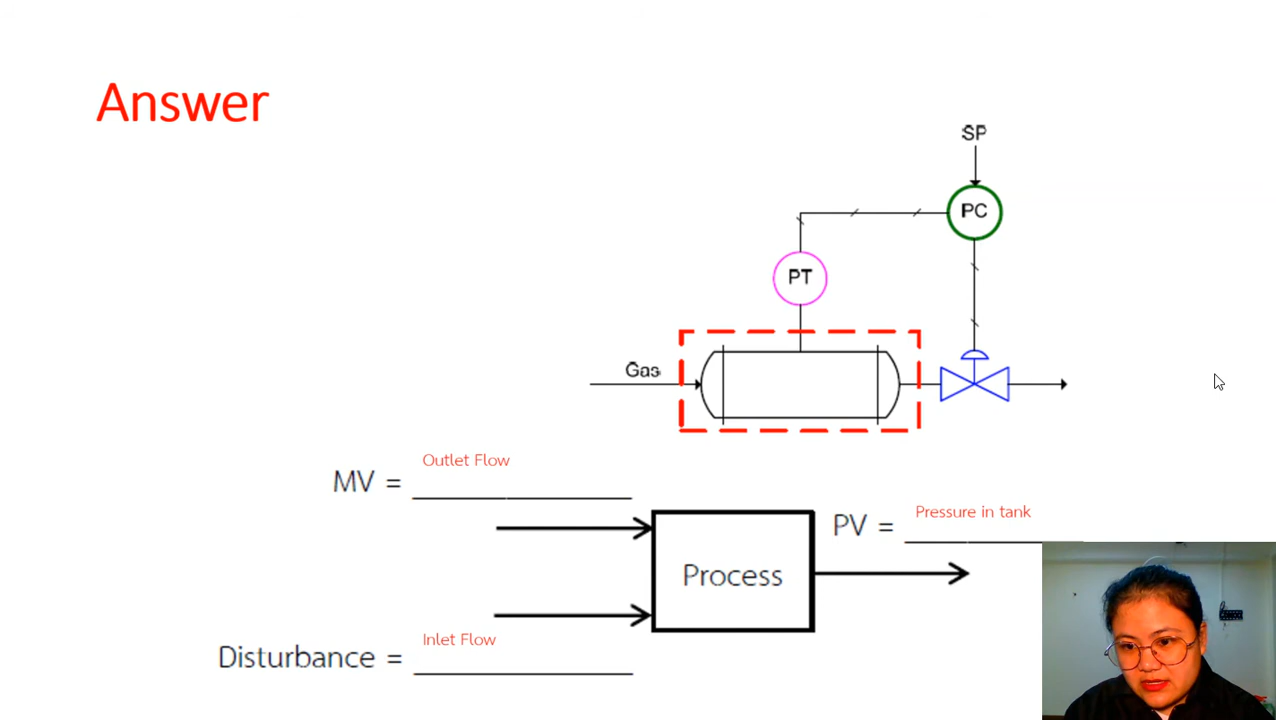 Answer
SP
PC
PT
Gas
Outlet Flow
MV =
Pressure in tank
PV =
Process
Inlet Flow
Disturbance =